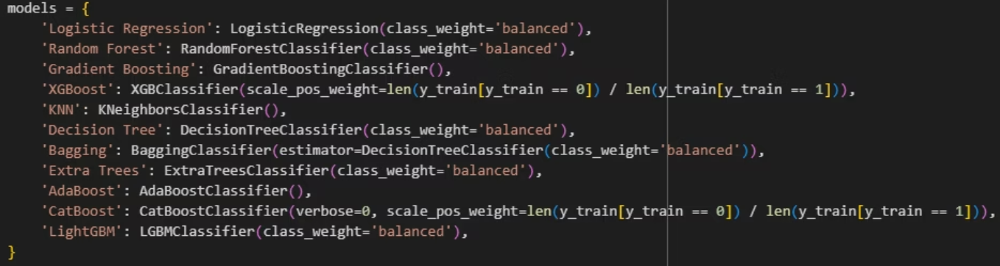 models = {
    'Logistic Regression': LogisticRegression(class_weight='balanced'),
    'Random Forest': RandomForestClassifier(class_weight='balanced'),
    'Gradient Boosting': GradientBoostingClassifier(),
    'XGBoost': XGBClassifier(scale_pos_weight=len(y_train[y_train == 0]) / len(y_train[y_train == 1])),
    'KNN': KNeighborsClassifier(),
    'Decision Tree': DecisionTreeClassifier(class_weight='balanced'),
    'Bagging': BaggingClassifier(estimator=DecisionTreeClassifier(class_weight='balanced')),
    'Extra Trees': ExtraTreesClassifier(class_weight='balanced'),
    'AdaBoost': AdaBoostClassifier(),
    'CatBoost': CatBoostClassifier(verbose=0, scale_pos_weight=len(y_train[y_train == 0]) / len(y_train[y_train == 1])),
    'LightGBM': LGBMClassifier(class_weight='balanced'),
}